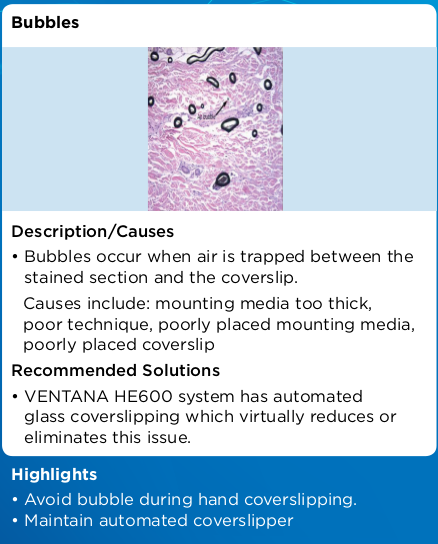 Bubbles
Air bubble
Description/Causes
• Bubbles occur when air is trapped between the
stained section and the coverslip.
Causes include: mounting media too thick,
poor technique, poorly placed mounting media,
poorly placed coverslip
Recommended Solutions
• VENTANA HE600 system has automated
glass coverslipping which virtually reduces or
eliminates this issue.
Highlights
• Avoid bubble during hand coverslipping.
• Maintain automated coverslipper